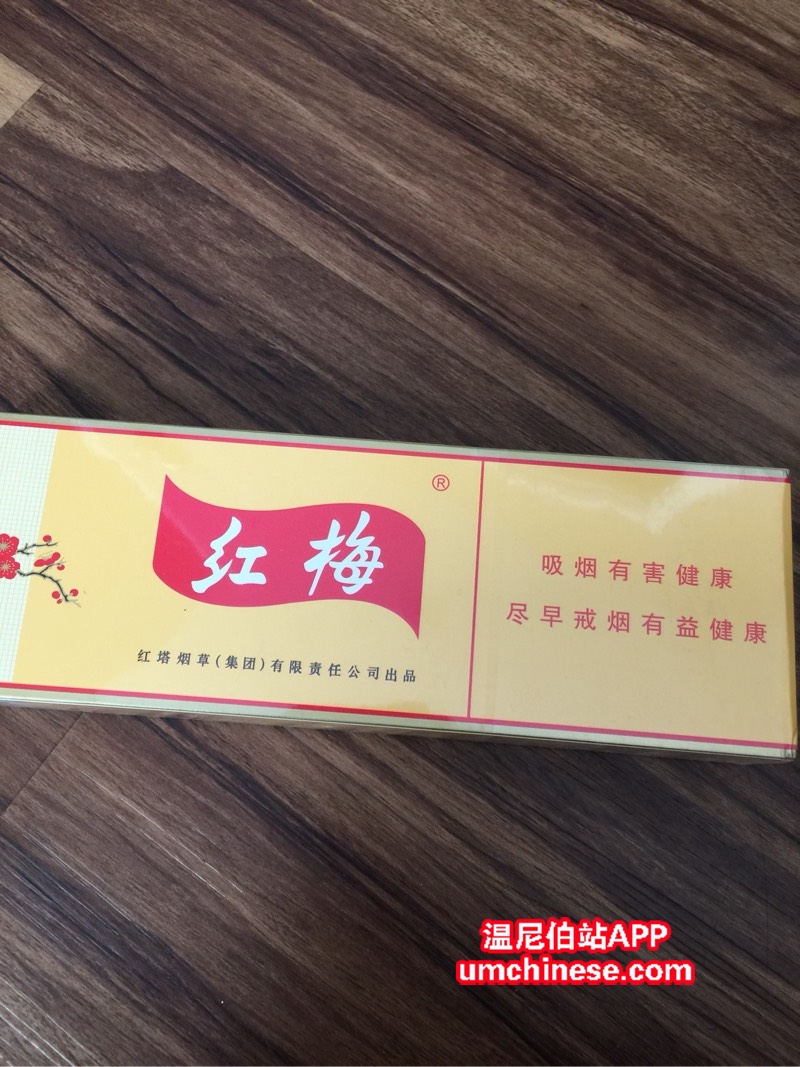 红梅®
红塔烟草(集团)有限责任公司出品
吸烟有害健康
尽早戒烟有益健康
温尼伯站APP
umchinese.com